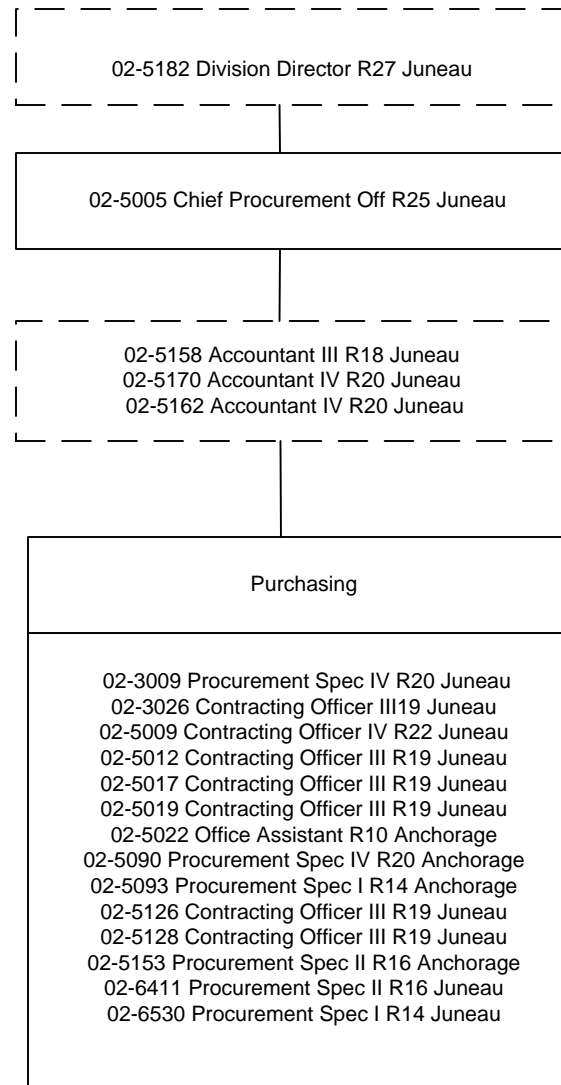 02-5182 Division Director R27 Juneau
02-5005 Chief Procurement Off R25 Juneau
02-5158 Accountant III R18 Juneau
02-5170 Accountant IV R20 Juneau
02-5162 Accountant IV R20 Juneau
Purchasing
02-3009 Procurement Spec IV R20 Juneau
02-3026 Contracting Officer III19 Juneau
02-5009 Contracting Officer IV R22 Juneau
02-5012 Contracting Officer III R19 Juneau
02-5017 Contracting Officer III R19 Juneau
02-5019 Contracting Officer III R19 Juneau
02-5022 Office Assistant R10 Anchorage
02-5090 Procurement Spec IV R20 Anchorage
02-5093 Procurement Spec I R14 Anchorage
02-5126 Contracting Officer III R19 Juneau
02-5128 Contracting Officer III R19 Juneau
02-5153 Procurement Spec II R16 Anchorage
02-6411 Procurement Spec II R16 Juneau
02-6530 Procurement Spec I R14 Juneau